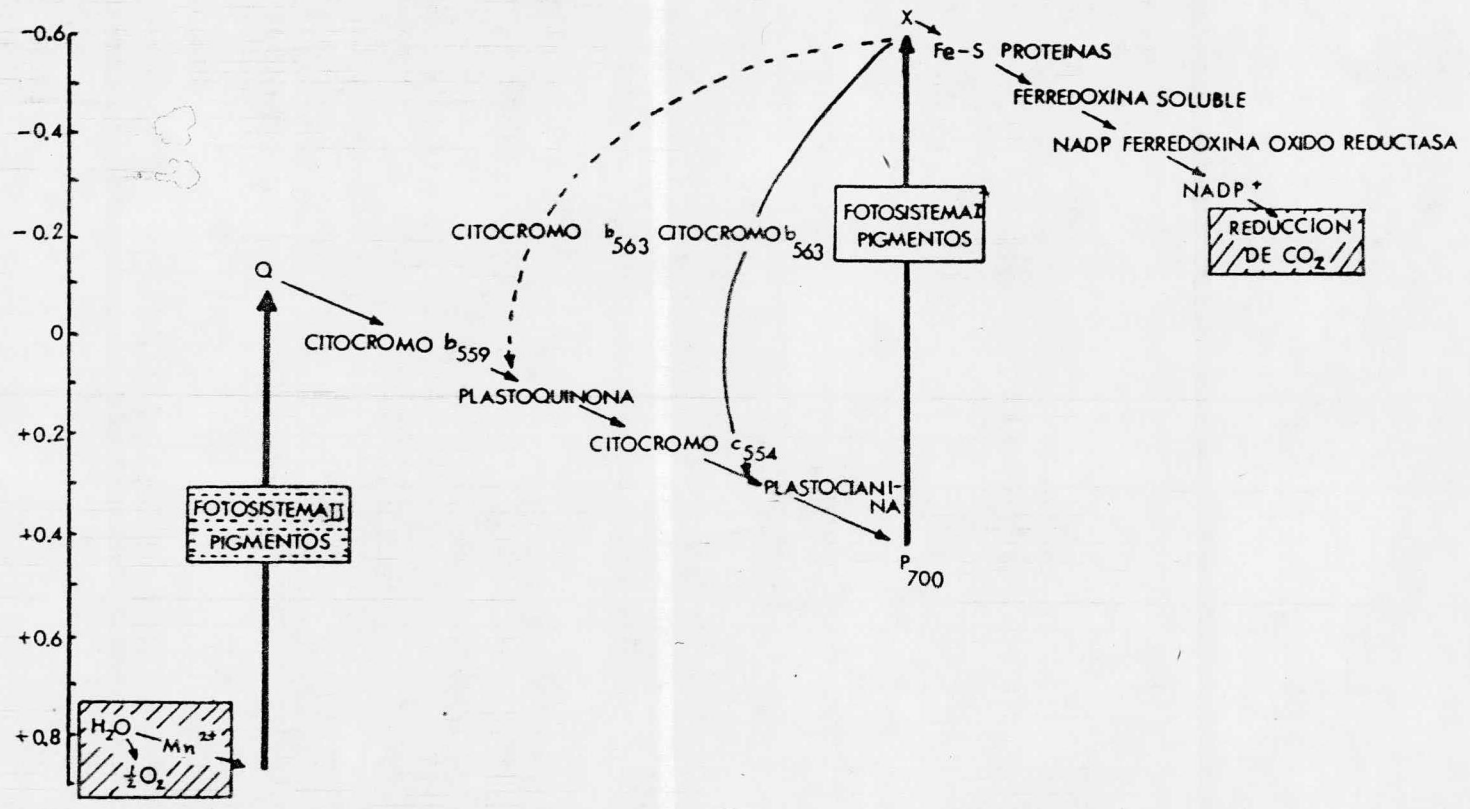 -0.6
-0.4
-0.2
0
+0.2
+0.4
+0.6
+0.8
X
Fe-S PROTEINAS
FERREDOXINA SOLUBLE
NADP FERREDOXINA OXIDO REDUCTASA
NADP+
REDUCCION
DE CO2
FOTOSISTEMA I
PIGMENTOS
CITOCROMO b563
CITOCROMO b563
Q
CITOCROMO b559
PLASTOQUINONA
CITOCROMO c554
PLASTOCIANI-
NA
P700
FOTOSISTEMA II
PIGMENTOS
H2O
Mn2+
½O2